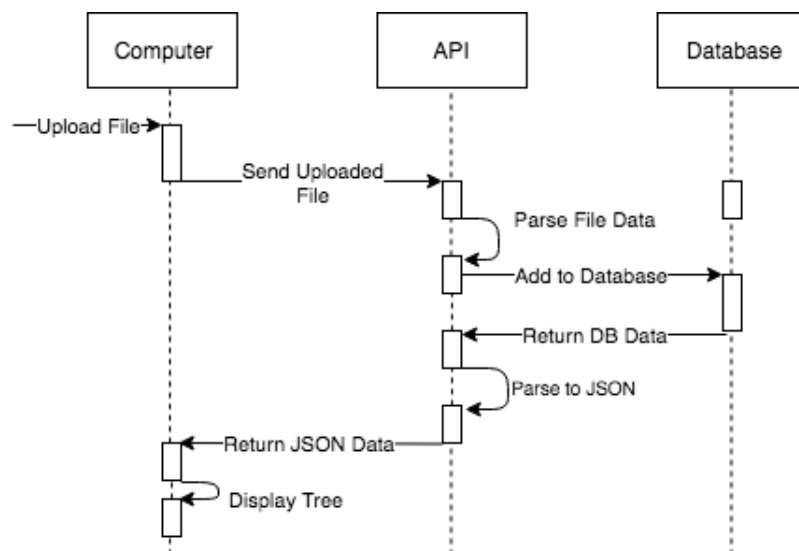 Computer
API
Database
Upload File
Send Uploaded
File
Parse File Data
Add to Database
Return DB Data
Parse to JSON
Return JSON Data
Display Tree